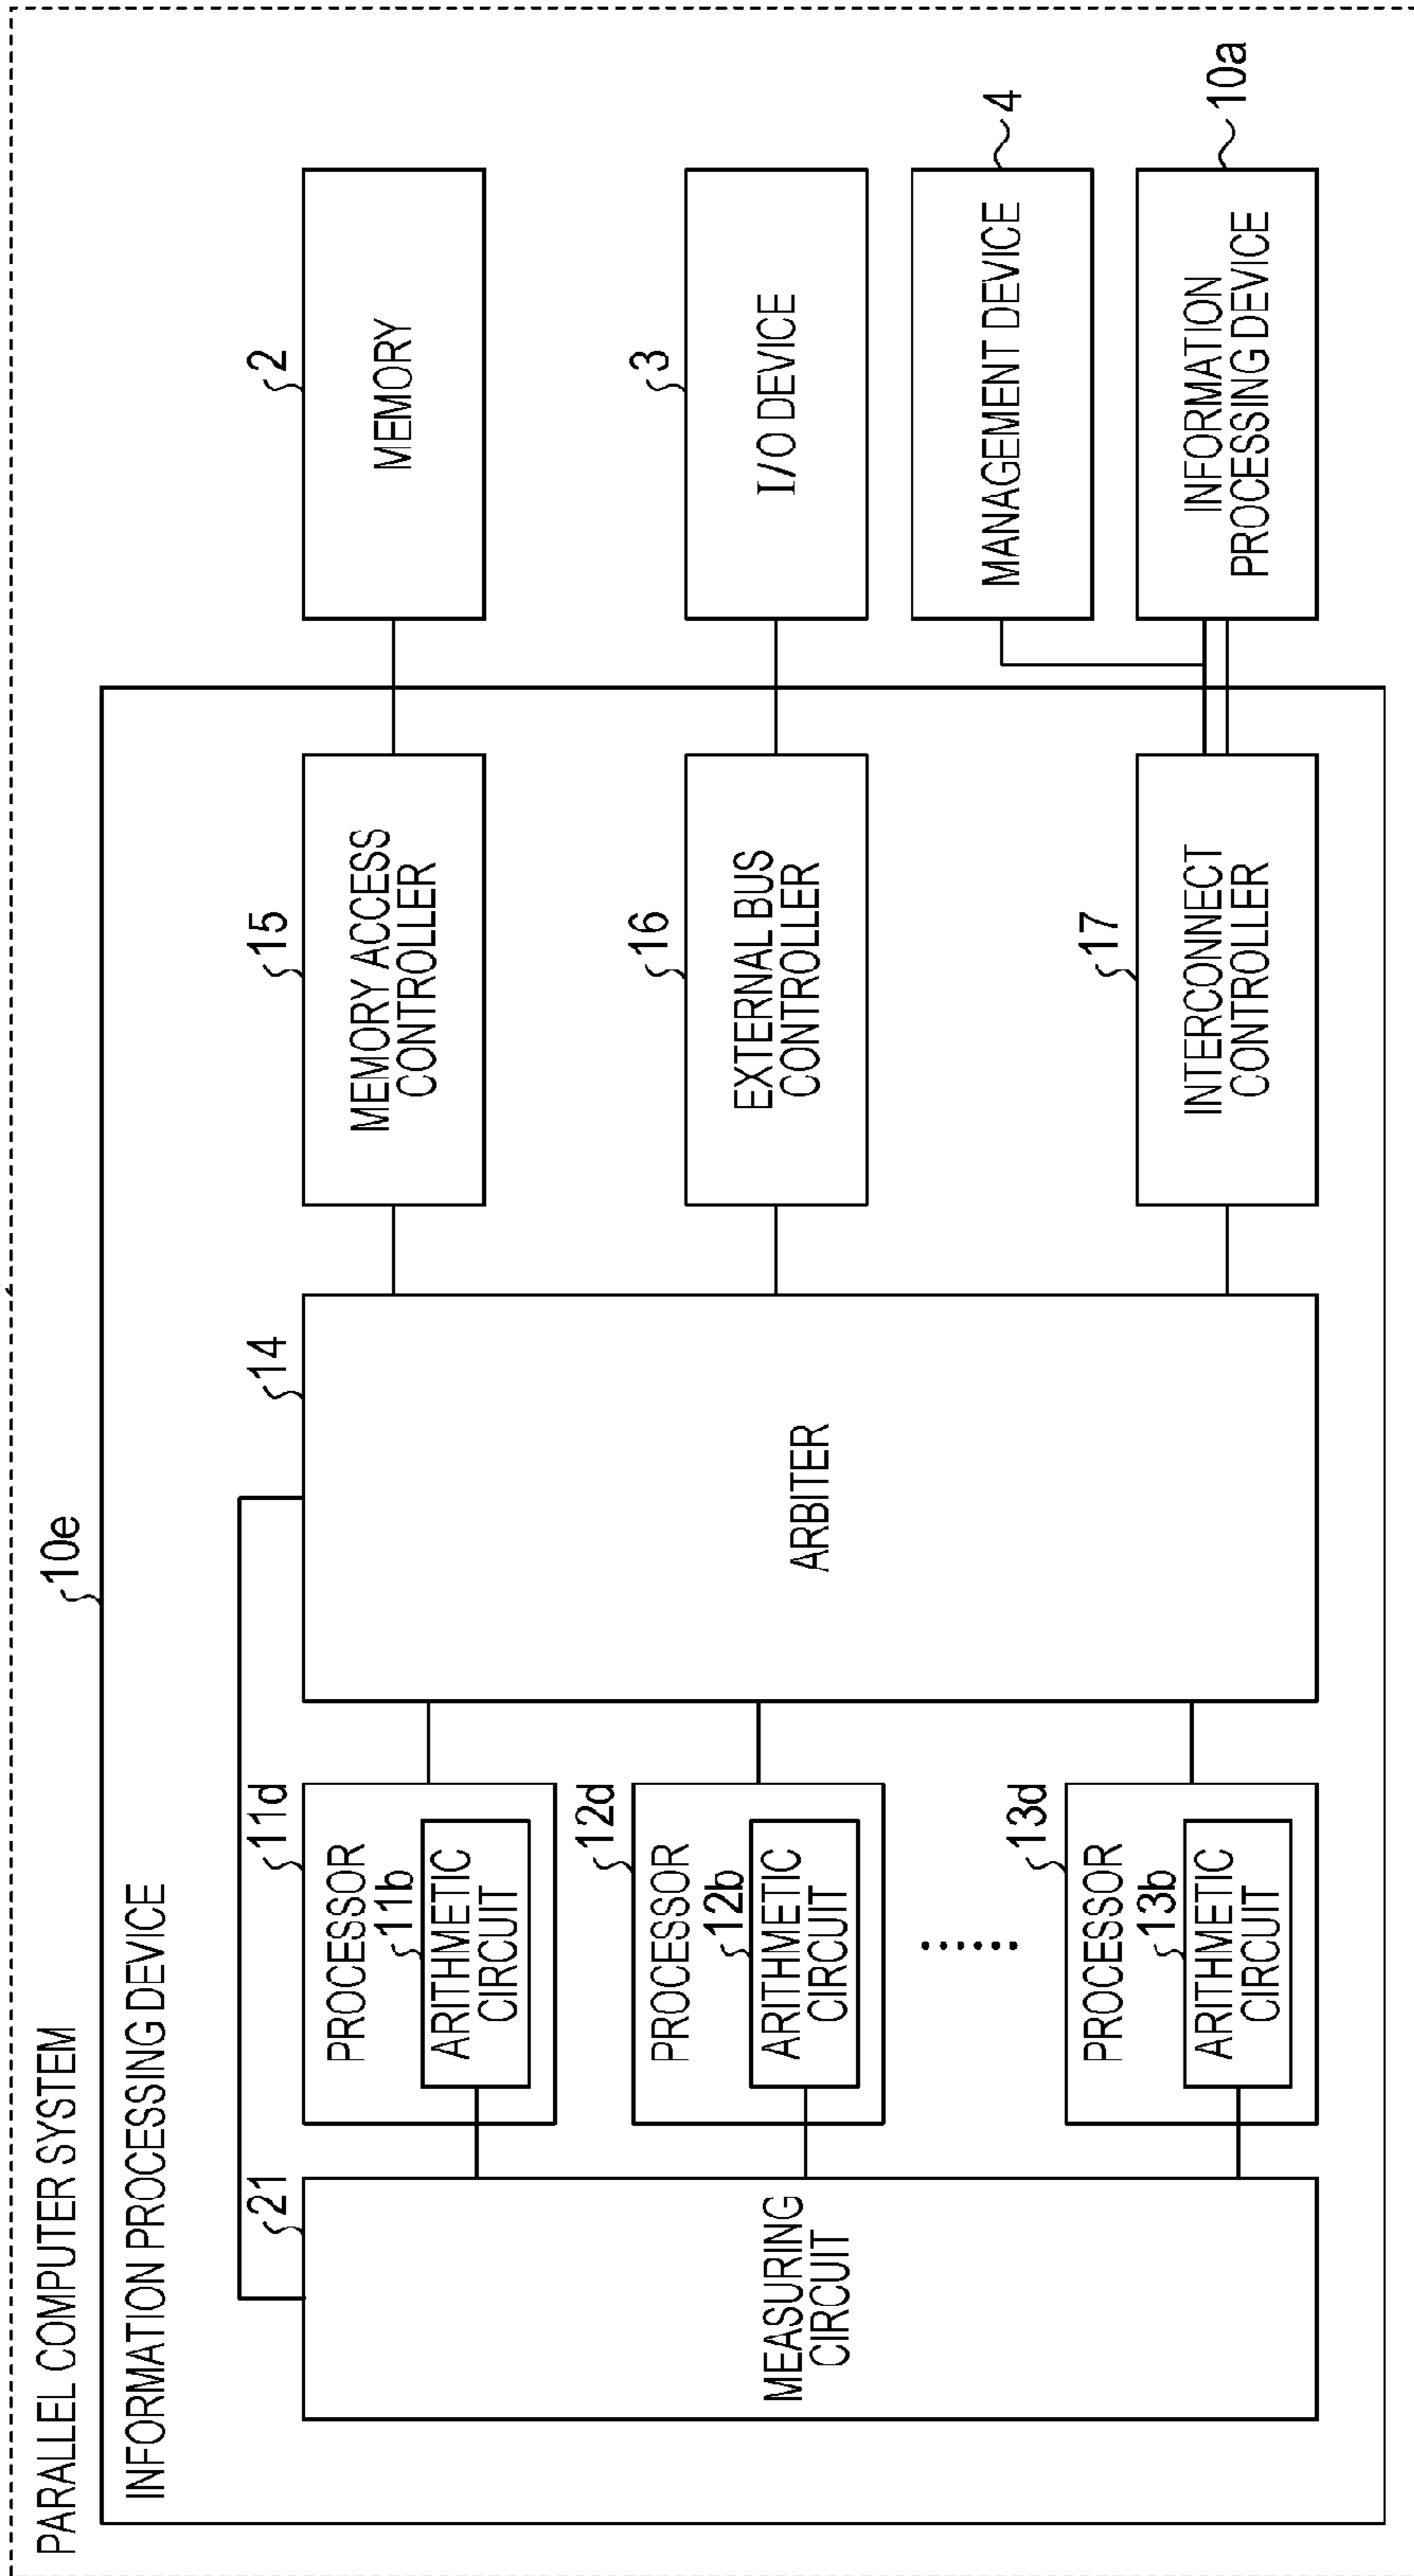 PARALLEL COMPUTER SYSTEM
10e
INFORMATION PROCESSING DEVICE
21
MEASURING
CIRCUIT
11d
PROCESSOR
11b
ARITHMETIC
CIRCUIT
12d
PROCESSOR
12b
ARITHMETIC
CIRCUIT
......
13d
PROCESSOR
13b
ARITHMETIC
CIRCUIT
14
ARBITER
15
MEMORY ACCESS
CONTROLLER
16
EXTERNAL BUS
CONTROLLER
17
INTERCONNECT
CONTROLLER
2
MEMORY
3
I/O DEVICE
MANAGEMENT DEVICE
4
INFORMATION
PROCESSING DEVICE
10a